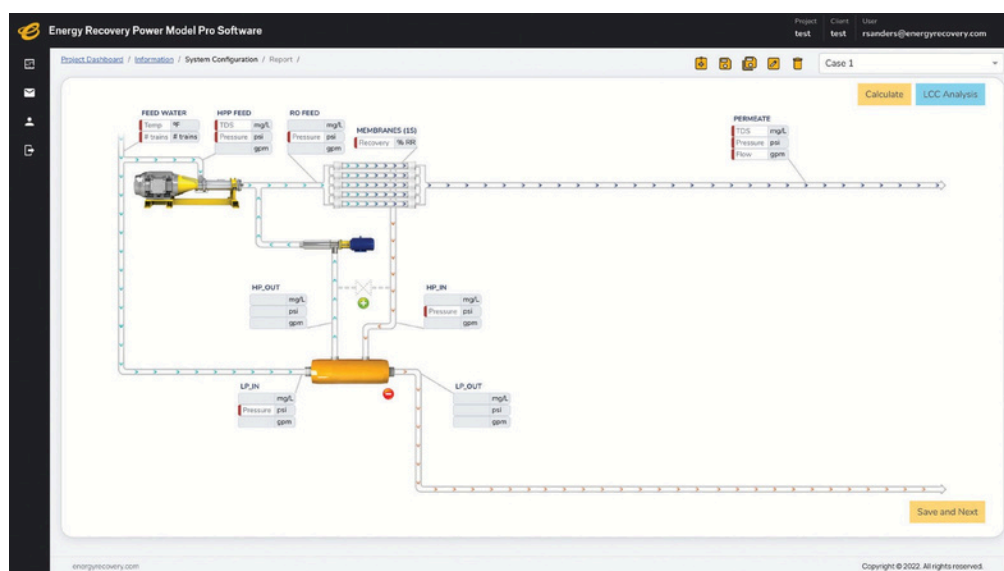 Energy Recovery Power Model Pro Software
Project Client User
test test rsanders@energyrecovery.com
Project Dashboard / Information / System Configuration / Report /
Case 1
Calculate LCC Analysis
FEED WATER
Temp °F
# trains # trains
HPP FEED
TDS mg/L
Pressure psi
gpm
RO FEED
mg/L
Pressure psi
gpm
MEMBRANES (1S)
Recovery % RR
PERMEATE
TDS mg/L
Pressure psi
Flow gpm
HP_OUT
mg/L
psi
gpm
HP_IN
mg/L
Pressure psi
gpm
LP_IN
mg/L
Pressure psi
gpm
LP_OUT
mg/L
psi
gpm
Save and Next
energyrecovery.com
Copyright © 2022. All rights reserved.